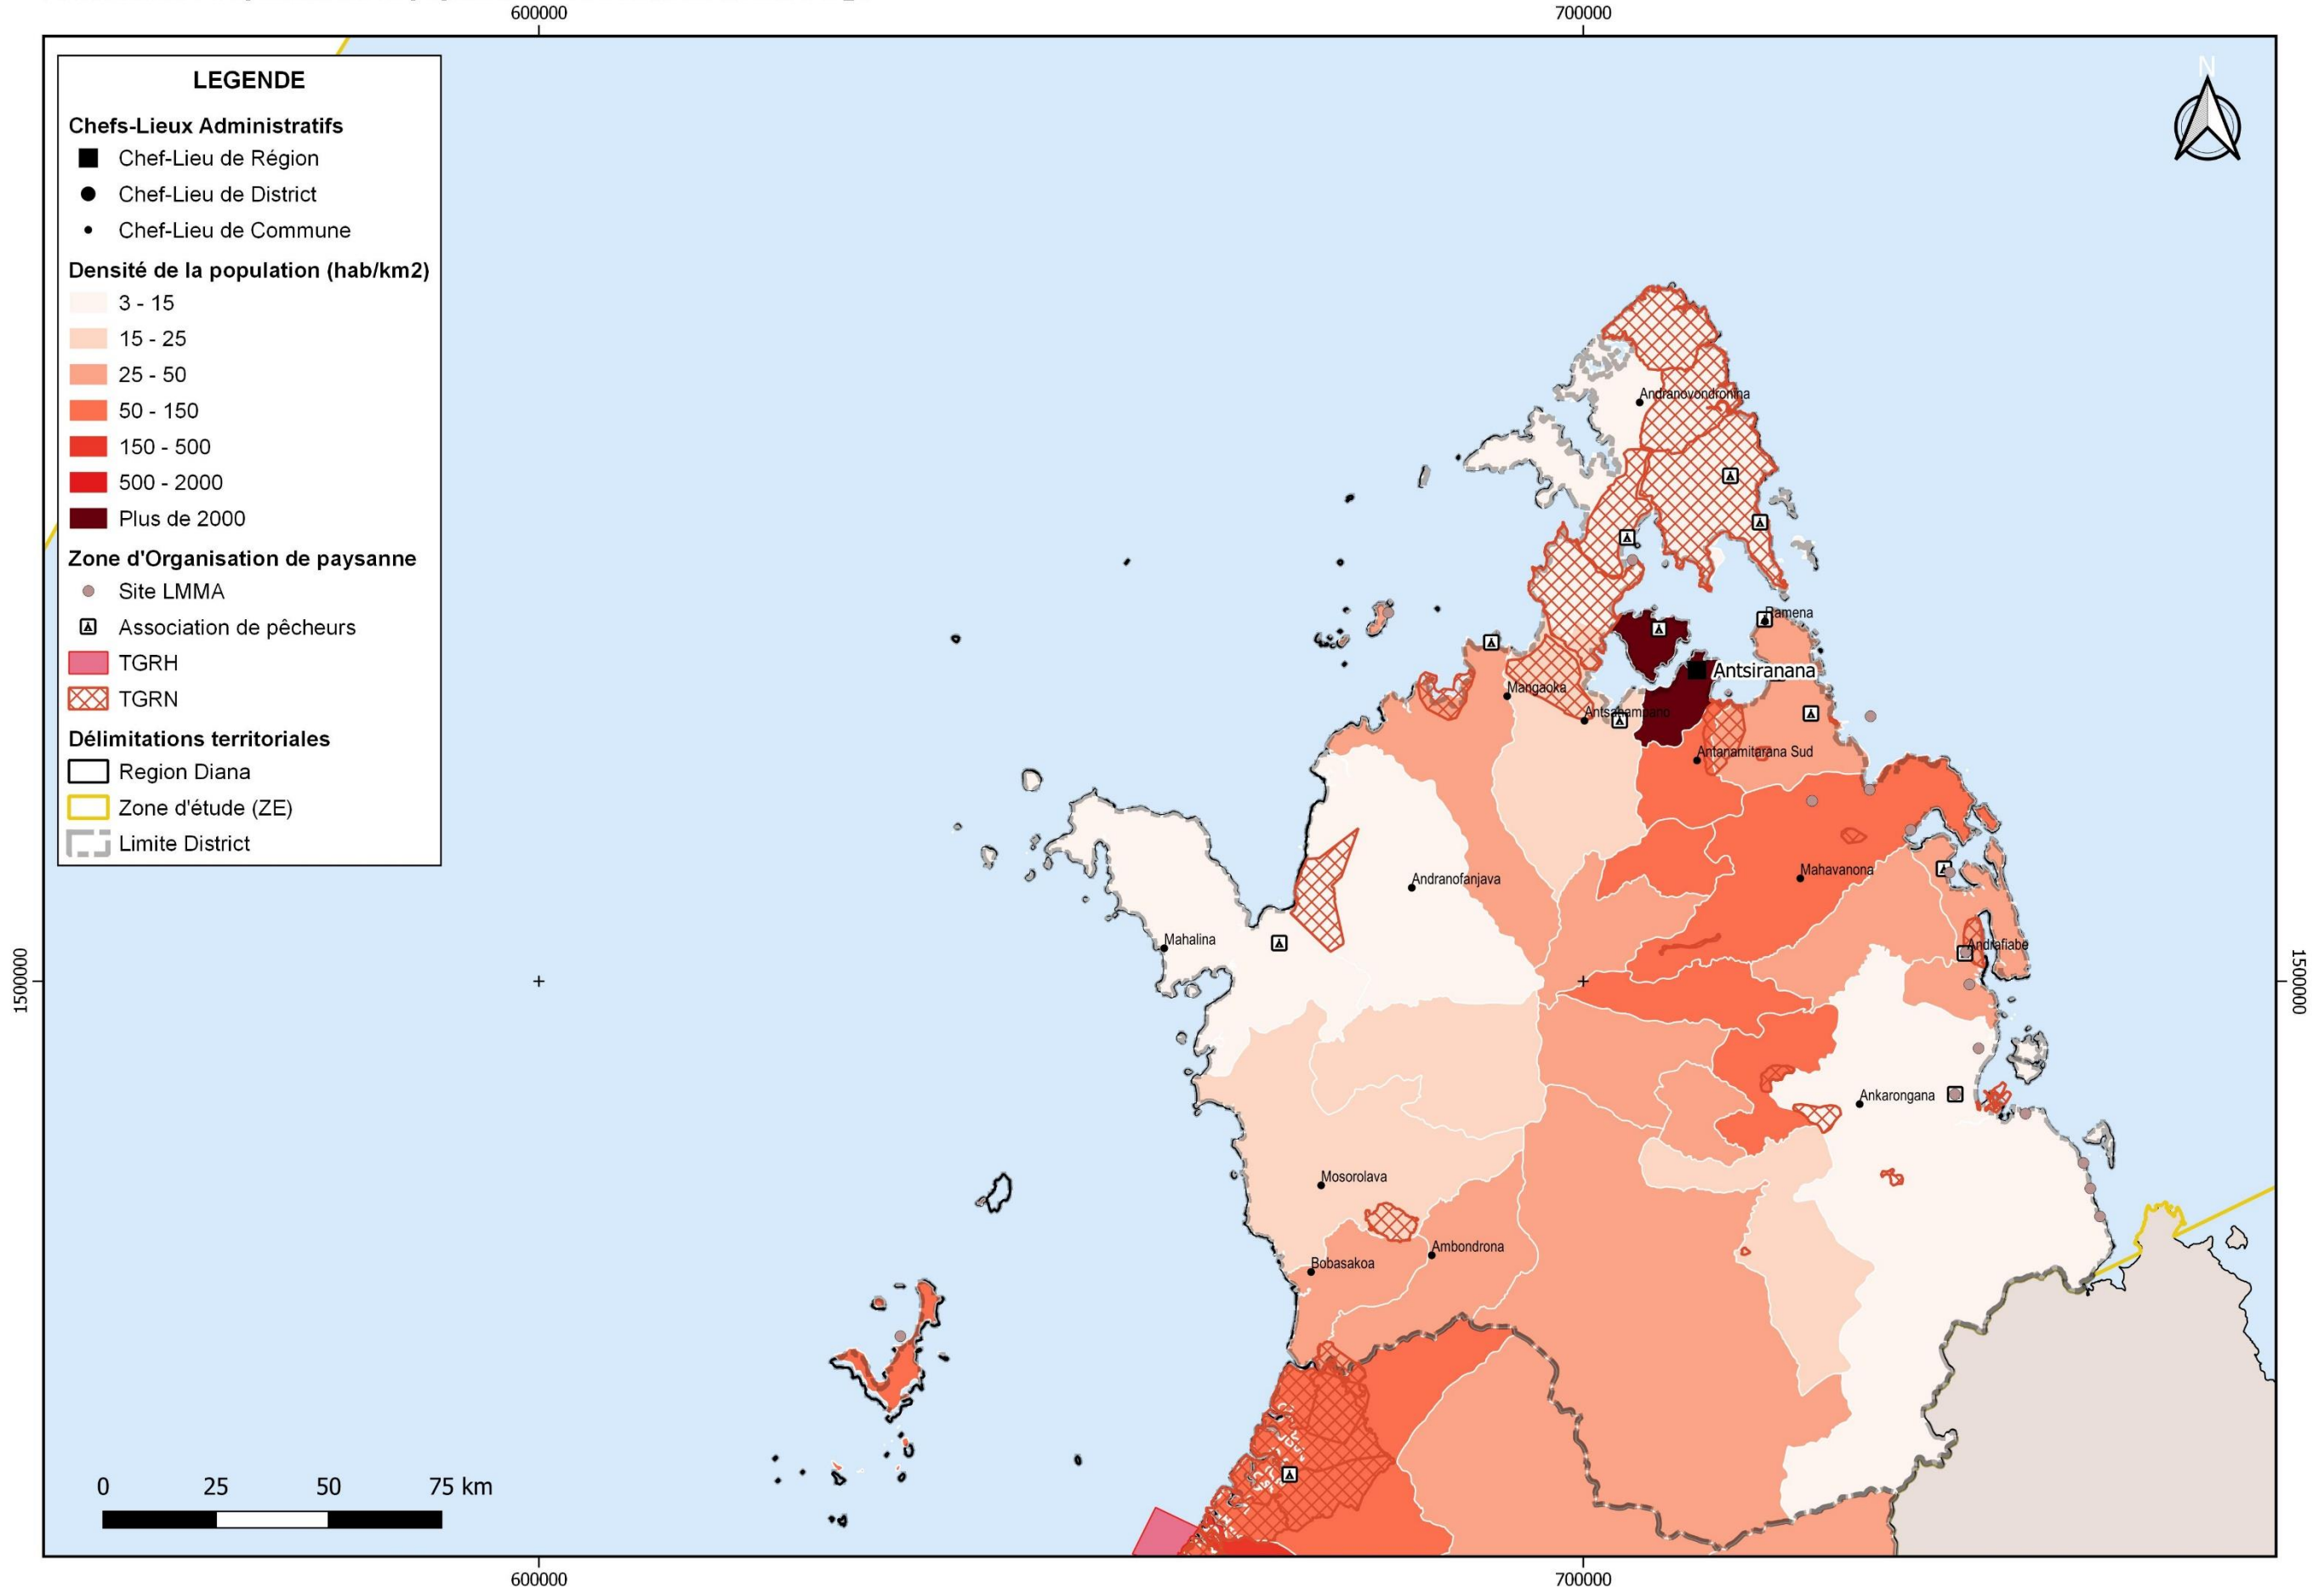 600000
700000
N
LEGENDE
Chefs-Lieux Administratifs
Chef-Lieu de Région
Chef-Lieu de District
Chef-Lieu de Commune
Densité de la population (hab/km2)
3 - 15
15 - 25
25 - 50
50 - 150
150 - 500
500 - 2000
Plus de 2000
Zone d'Organisation de paysanne
Site LMMA
Association de pêcheurs
TGRH
TGRN
Délimitations territoriales
Region Diana
Zone d'étude (ZE)
Limite District
Andranovondronina
Ramena
Antsiranana
Mangaoka
Antsahampano
Antanamitarana Sud
Mahavanona
Andranofanjava
Mahalina
Andrafiabe
1500000
1500000
Ankarongana
Mosorolava
Ambondrona
Bobasakoa
0 25 50 75 km
600000
700000